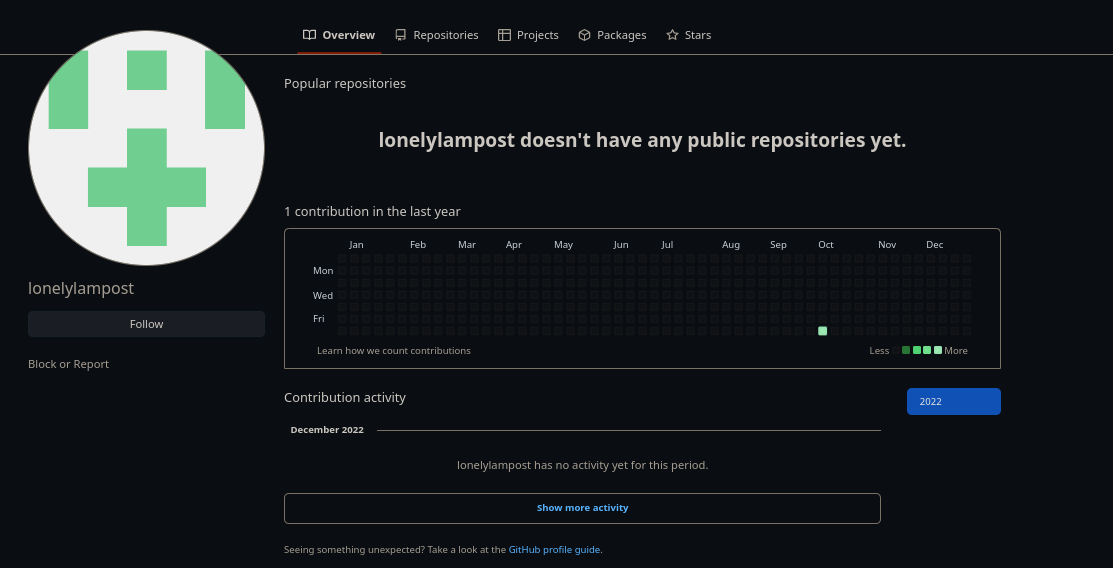 Overview Repositories Projects Packages Stars
Popular repositories
lonelylampost doesn't have any public repositories yet.
1 contribution in the last year
Jan Feb Mar Apr May Jun Jul Aug Sep Oct Nov Dec
Mon
Wed
Fri
Learn how we count contributions Less More
lonelylampost
Follow
Block or Report
Contribution activity
2022
December 2022
lonelylampost has no activity yet for this period.
Show more activity
Seeing something unexpected? Take a look at the GitHub profile guide.